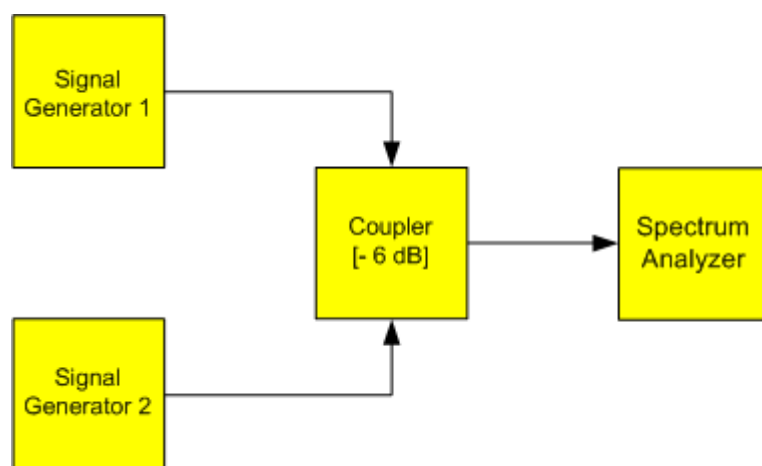 Signal
Generator 1
Coupler
[- 6 dB]
Spectrum
Analyzer
Signal
Generator 2